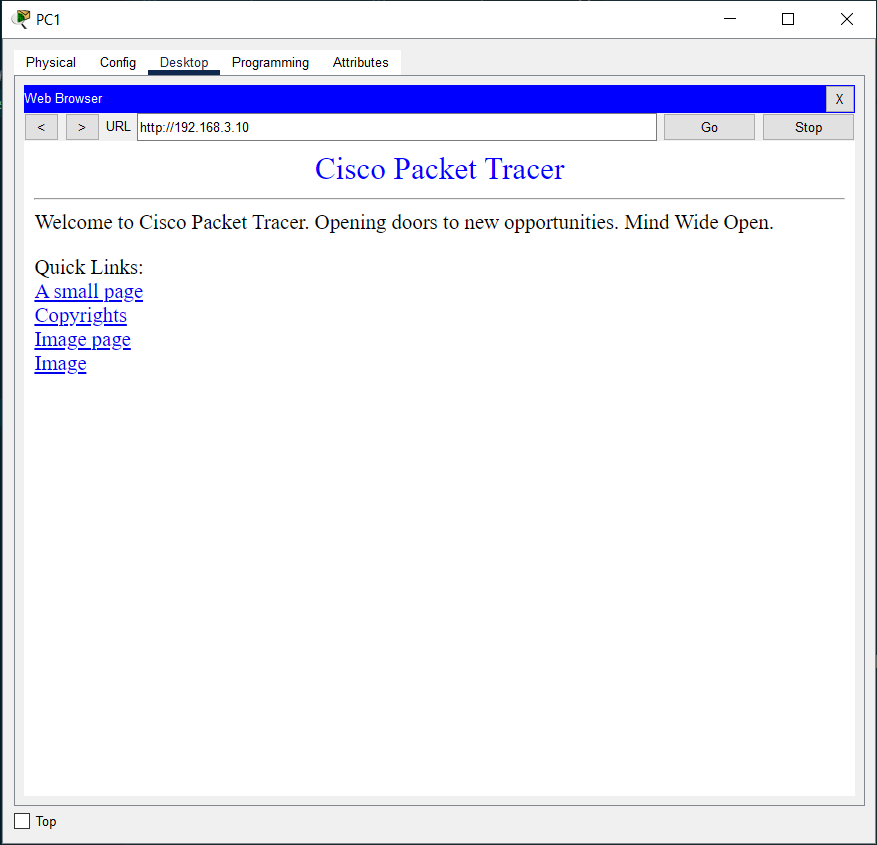 PC1
Physical Config Desktop Programming Attributes
Web Browser X
< > URL http://192.168.3.10 Go Stop
Cisco Packet Tracer
Welcome to Cisco Packet Tracer. Opening doors to new opportunities. Mind Wide Open.
Quick Links:
A small page
Copyrights
Image page
Image
Top